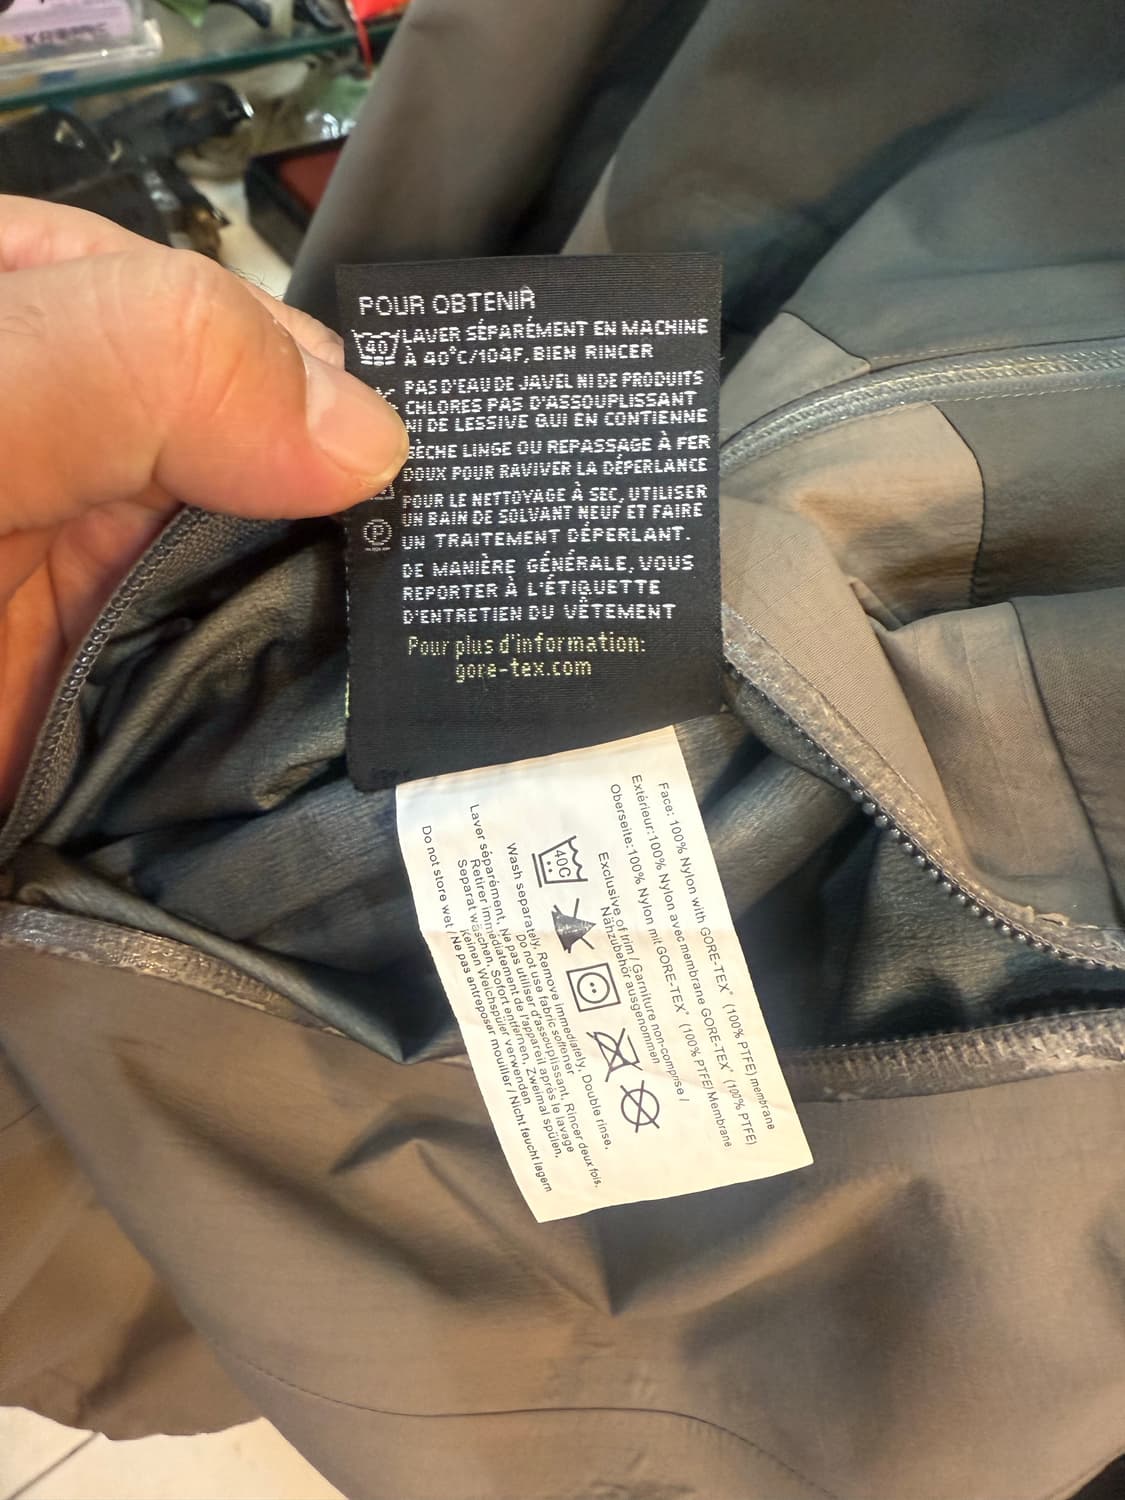 POUR OBTENIR
40
LAVER SÉPARÉMENT EN MACHINE
À 40°C/104F, BIEN RINCER
PAS D'EAU DE JAVEL NI DE PRODUITS
CHLORES PAS D'ASSOUPLISSANT
NI DE LESSIVE QUI EN CONTIENNE
SÈCHE LINGE OU REPASSAGE À FER
DOUX POUR RAVIVER LA DÉPERLANCE
POUR LE NETTOYAGE À SEC, UTILISER
UN BAIN DE SOLVANT NEUF ET FAIRE
UN TRAITEMENT DÉPERLANT.
P
DE MANIÈRE GÉNÉRALE, VOUS
REPORTER À L'ÉTIQUETTE
D'ENTRETIEN DU VÊTEMENT
Pour plus d'information:
gore-tex.com
Face: 100% Nylon with GORE-TEX® (100% PTFE) membrane
Extérieur:100% Nylon avec membrane GORE-TEX® (100% PTFE)
Oberseite:100% Nylon mit GORE-TEX® (100% PTFE) Membrane
Exclusive of trim / Garniture non-comprise /
Nähzubehör ausgenommen
40C
Wash separately, Remove immediately, Double rinse,
Do not use fabric softener
Laver séparément, Ne pas utiliser d'assouplissant, Rincer deux fois,
Retirer immédiatement de l'appareil après le lavage
Separat waschen, Sofort entfernen, Zweimal spülen,
Keinen Weichspüler verwenden
Do not store wet / Ne pas entreposer mouiller / Nicht feucht lagern